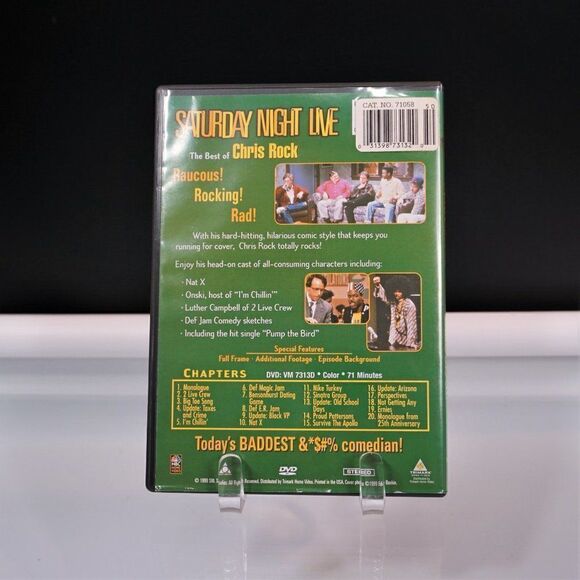 SATURDAY NIGHT LIVE
CAT. NO. 71058
50
0 31398 73132 0
The Best of Chris Rock
Raucous!
Rocking!
Rad!
With his hard-hitting, hilarious comic style that keeps you
running for cover, Chris Rock totally rocks!
Enjoy his head-on cast of all-consuming characters including:
• Nat X
• Onski, host of "I'm Chillin'"
• Luther Campbell of 2 Live Crew
• Def Jam Comedy sketches
• Including the hit single "Pump the Bird"
Special Features
Full Frame · Additional Footage · Episode Background
CHAPTERS
DVD: VM 7313D • Color • 71 Minutes
1. Monologue
2. 2 Live Crew
3. Big Toe Song
4. Update: Taxes
and Crime
5. I'm Chillin'
6. Def Magic Jam
7. Bensonhurst Dating
Game
8. Def E.R. Jam
9. Update: Black VP
10. Nat X
11. Nike Turkey
12. Sinatra Group
13. Update: Old School
Days
14. Proud Pattersons
15. Survive The Apollo
16. Update: Arizona
17. Perspectives
18. Not Getting Any
19. Ernies
20. Monologue from
25th Anniversary
Today's BADDEST &*$#% comedian!
NBC
DVD
STEREO
TRIMARK